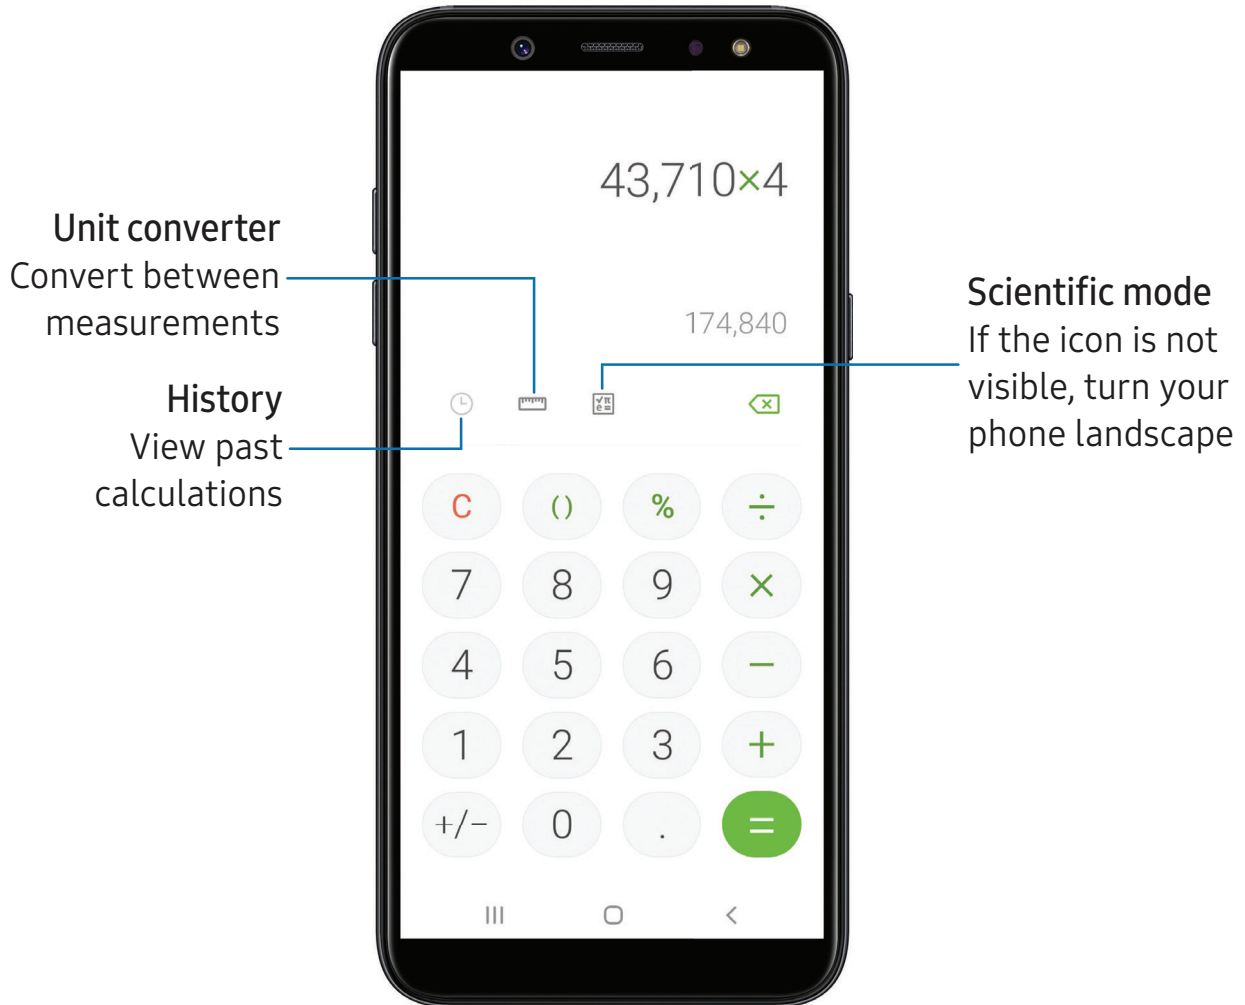 43,710×4
Unit converter
Convert between
measurements
174,840
Scientific mode
If the icon is not
visible, turn your
phone landscape
History
View past
calculations
√π
e =
C
( )
%
÷
7
8
9
×
4
5
6
−
1
2
3
+
+/−
0
.
=